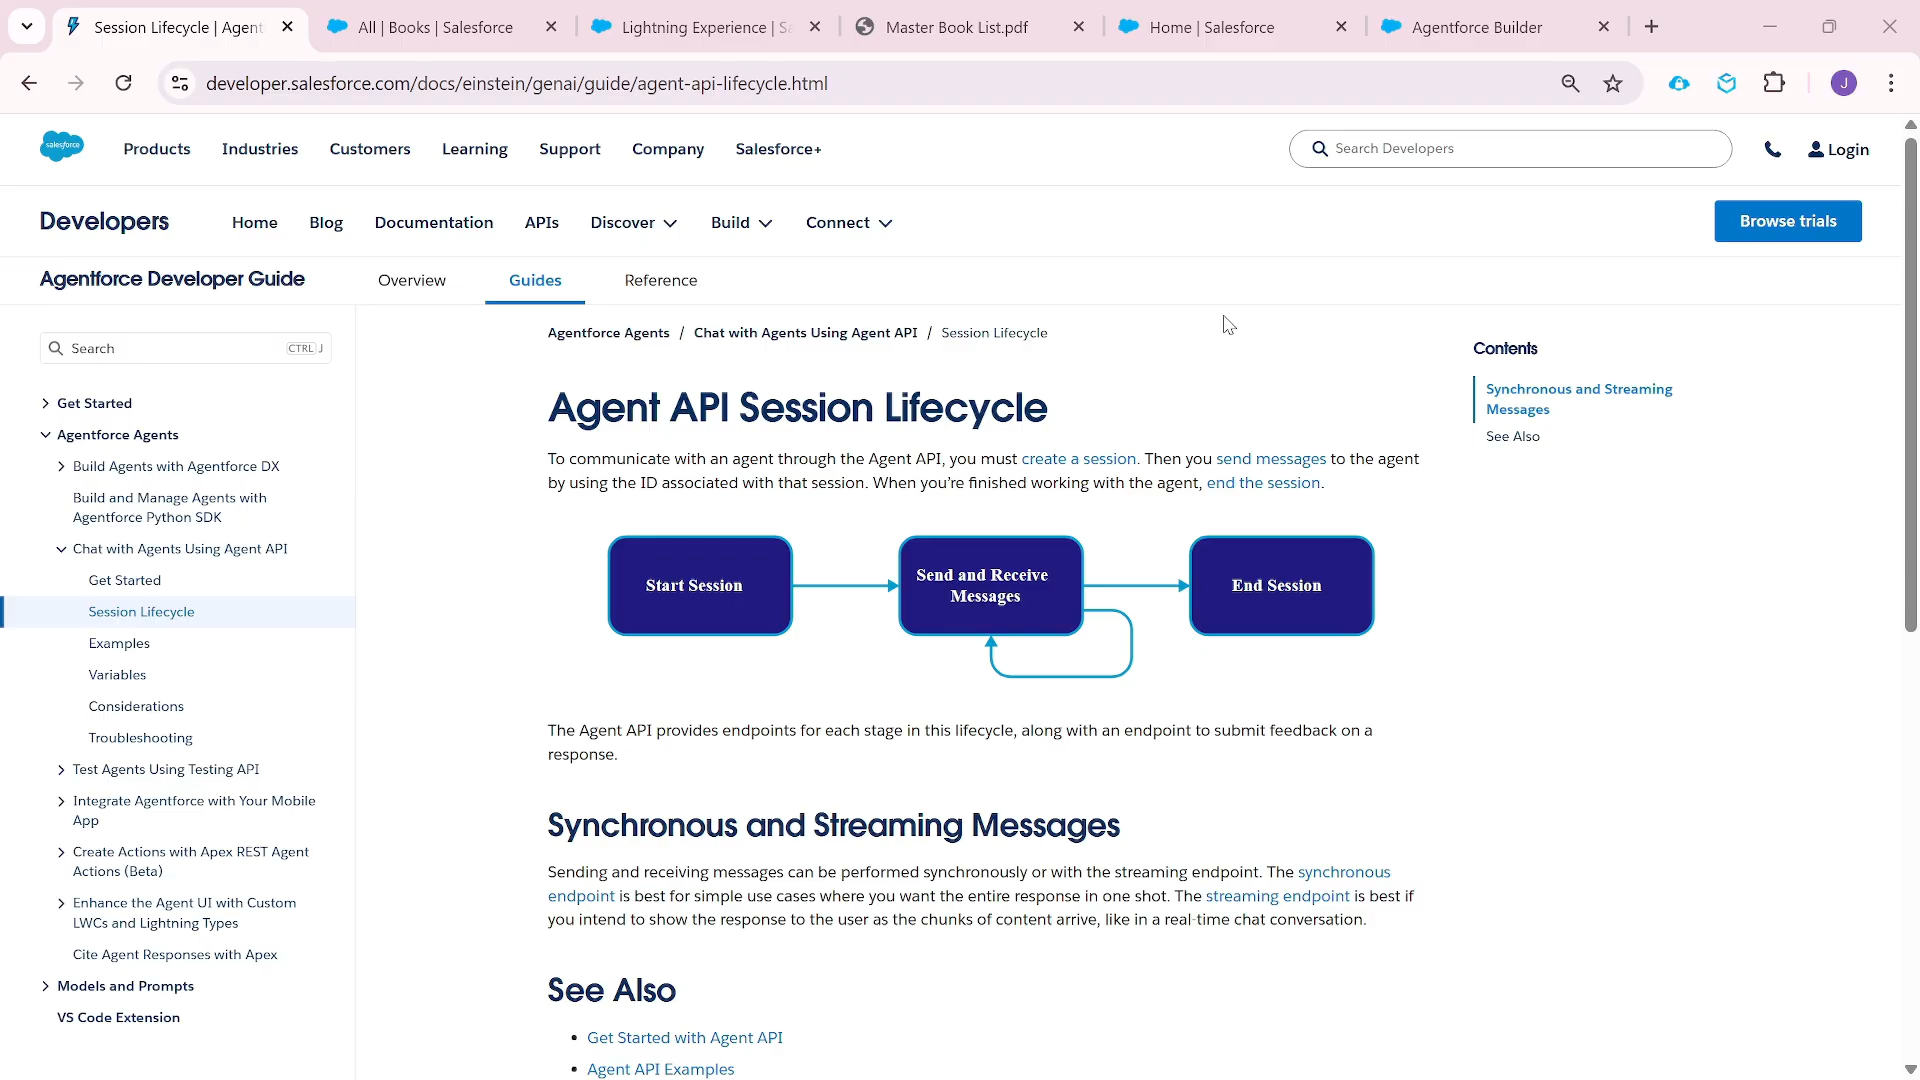 Session Lifecycle | Agent
All | Books | Salesforce
Lightning Experience | Sa
Master Book List.pdf
Home | Salesforce
Agentforce Builder
developer.salesforce.com/docs/einstein/genai/guide/agent-api-lifecycle.html
J
salesforce
Products
Industries
Customers
Learning
Support
Company
Salesforce+
Search Developers
Login
Developers
Home
Blog
Documentation
APIs
Discover
Build
Connect
Browse trials
Agentforce Developer Guide
Overview
Guides
Reference
Search
CTRL J
Get Started
Agentforce Agents
Build Agents with Agentforce DX
Build and Manage Agents with
Agentforce Python SDK
Chat with Agents Using Agent API
Get Started
Session Lifecycle
Examples
Variables
Considerations
Troubleshooting
Test Agents Using Testing API
Integrate Agentforce with Your Mobile
App
Create Actions with Apex REST Agent
Actions (Beta)
Enhance the Agent UI with Custom
LWCs and Lightning Types
Cite Agent Responses with Apex
Models and Prompts
VS Code Extension
Agentforce Agents / Chat with Agents Using Agent API / Session Lifecycle
Agent API Session Lifecycle
To communicate with an agent through the Agent API, you must create a session. Then you send messages to the agent
by using the ID associated with that session. When you’re finished working with the agent, end the session.
Start Session
Send and Receive
Messages
End Session
The Agent API provides endpoints for each stage in this lifecycle, along with an endpoint to submit feedback on a
response.
Synchronous and Streaming Messages
Sending and receiving messages can be performed synchronously or with the streaming endpoint. The synchronous
endpoint is best for simple use cases where you want the entire response in one shot. The streaming endpoint is best if
you intend to show the response to the user as the chunks of content arrive, like in a real-time chat conversation.
See Also
• Get Started with Agent API
• Agent API Examples
Contents
Synchronous and Streaming
Messages
See Also